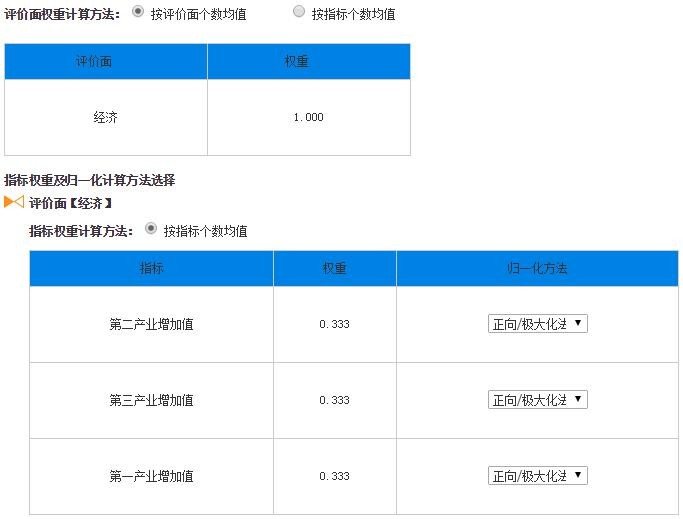 评价面权重计算方法： 按评价面个数均值 按指标个数均值
评价面 权重
经济 1.000
指标权重及归一化计算方法选择
评价面【经济】
指标权重计算方法： 按指标个数均值
指标 权重 归一化方法
第二产业增加值 0.333 正向/极大化法
第三产业增加值 0.333 正向/极大化法
第一产业增加值 0.333 正向/极大化法